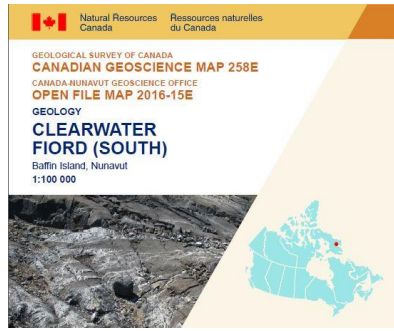 Natural Resources Ressources naturelles
Canada du Canada
GEOLOGICAL SURVEY OF CANADA
CANADIAN GEOSCIENCE MAP 258E
CANADA-NUNAVUT GEOSCIENCE OFFICE
OPEN FILE MAP 2016-15E
GEOLOGY
CLEARWATER
FIORD (SOUTH)
Baffin Island, Nunavut
1:100 000